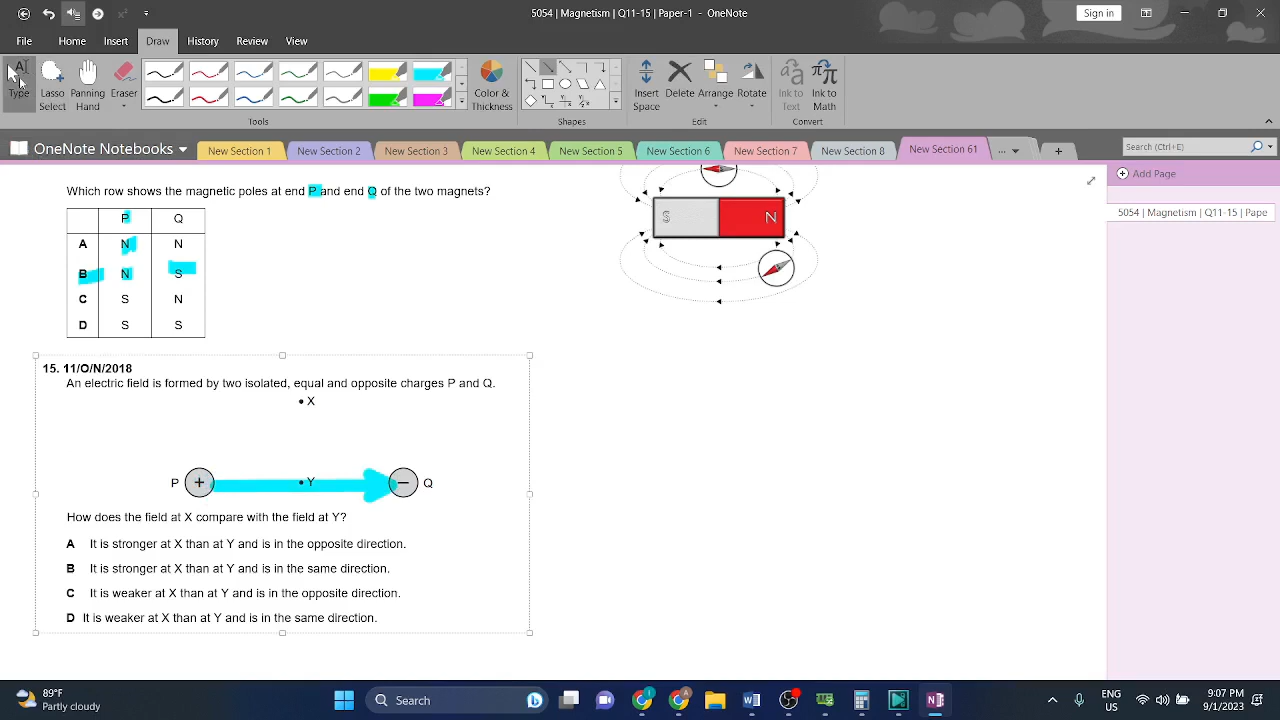 5054 | Magnetism | Q11-15 | Paper-1 - OneNote
Sign in
File Home Insert Draw History Review View
Type
Lasso Select
Panning Hand
Eraser
Color & Thickness
Insert Space
Delete
Arrange
Rotate
Ink to Text
Ink to Math
Tools
Shapes
Edit
Convert
OneNote Notebooks
New Section 1
New Section 2
New Section 3
New Section 4
New Section 5
New Section 6
New Section 7
New Section 8
New Section 61
...
Search (Ctrl+E)
Add Page
5054 | Magnetism | Q11-15 | Pape
Which row shows the magnetic poles at end P and end Q of the two magnets?
P Q
A N N
B N S
C S N
D S S
S N
15. 11/O/N/2018
An electric field is formed by two isolated, equal and opposite charges P and Q.
• X
P + • Y − Q
How does the field at X compare with the field at Y?
A It is stronger at X than at Y and is in the opposite direction.
B It is stronger at X than at Y and is in the same direction.
C It is weaker at X than at Y and is in the opposite direction.
D It is weaker at X than at Y and is in the same direction.
89°F
Partly cloudy
Search
ENG
US
9:07 PM
9/1/2023